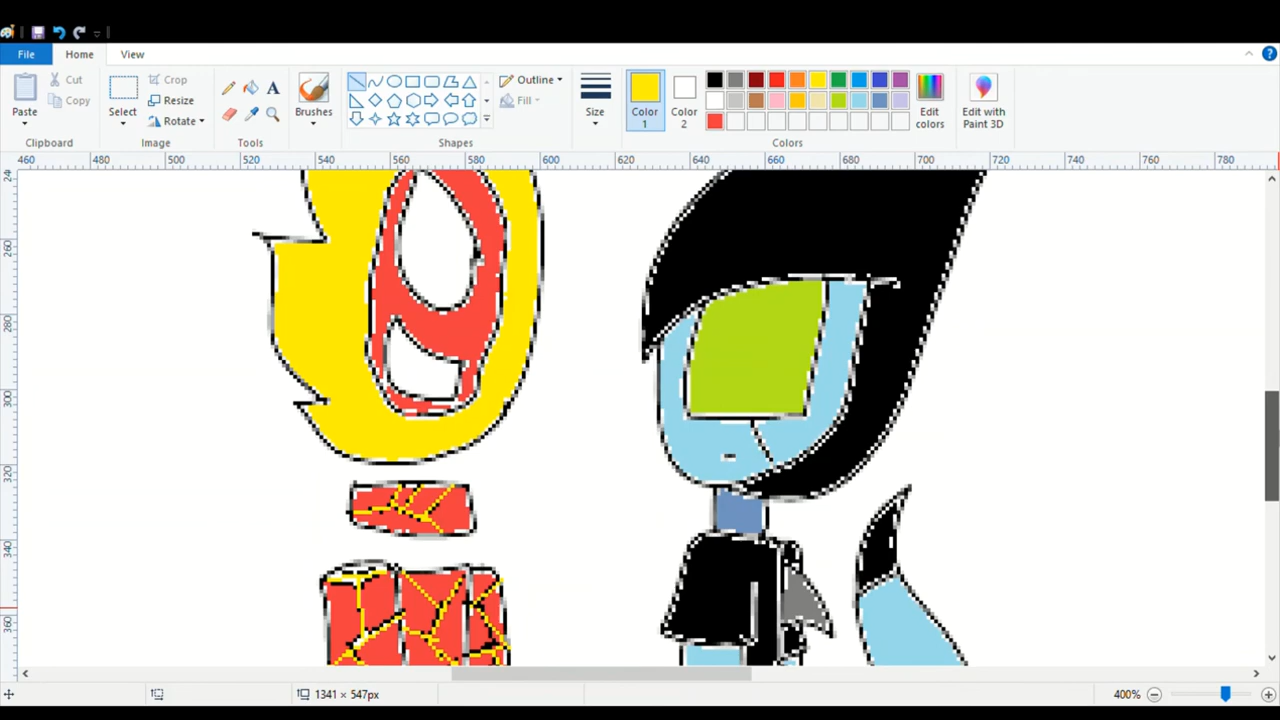 File Home View
Paste Cut Copy Clipboard
Select Crop Resize Rotate Image
Tools
Brushes
Outline Fill Shapes
Size
Color 1
Color 2
Edit colors
Colors
Edit with Paint 3D
460 480 500 520 540 560 580 600 620 640 660 680 700 720 740 760 780
240
260
280
300
320
340
360
1341 × 547px 400%